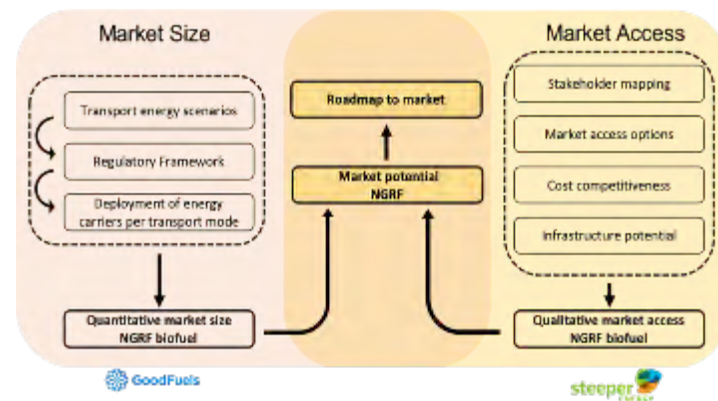 Market Size
Transport energy scenarios
Regulatory Framework
Deployment of energy
carriers per transport mode
Quantitative market size
NGRF biofuel
GoodFuels
Roadmap to market
Market potential
NGRF
Market Access
Stakeholder mapping
Market access options
Cost competitiveness
Infrastructure potential
Qualitative market access
NGRF biofuel
steeper
ENERGY